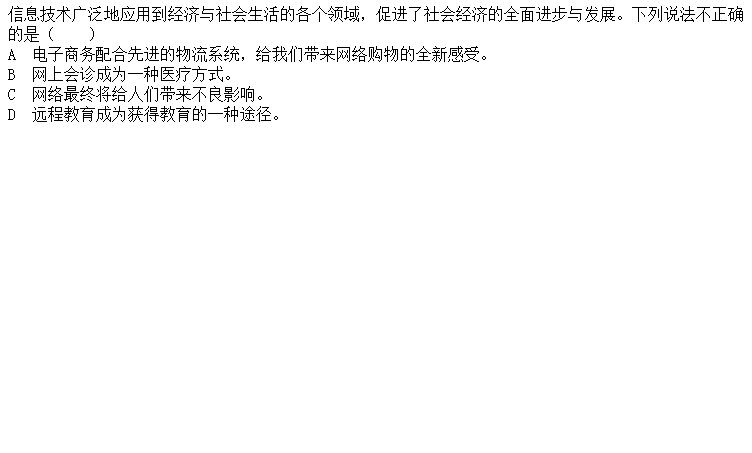 信息技术广泛地应用到经济与社会生活的各个领域，促进了社会经济的全面进步与发展。下列说法不正确
的是（　　）
A　电子商务配合先进的物流系统，给我们带来网络购物的全新感受。
B　网上会诊成为一种医疗方式。
C　网络最终将给人们带来不良影响。
D　远程教育成为获得教育的一种途径。